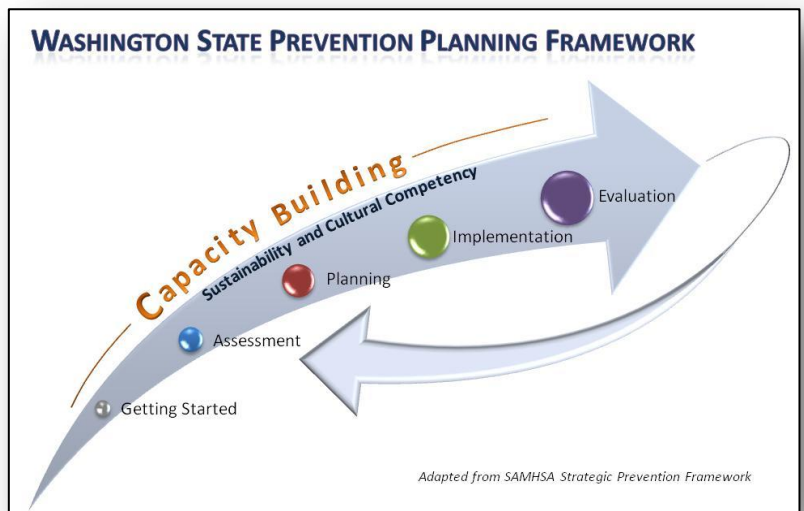 WASHINGTON STATE PREVENTION PLANNING FRAMEWORK
Capacity Building
Sustainability and Cultural Competency
Evaluation
Implementation
Planning
Assessment
Getting Started
Adapted from SAMHSA Strategic Prevention Framework